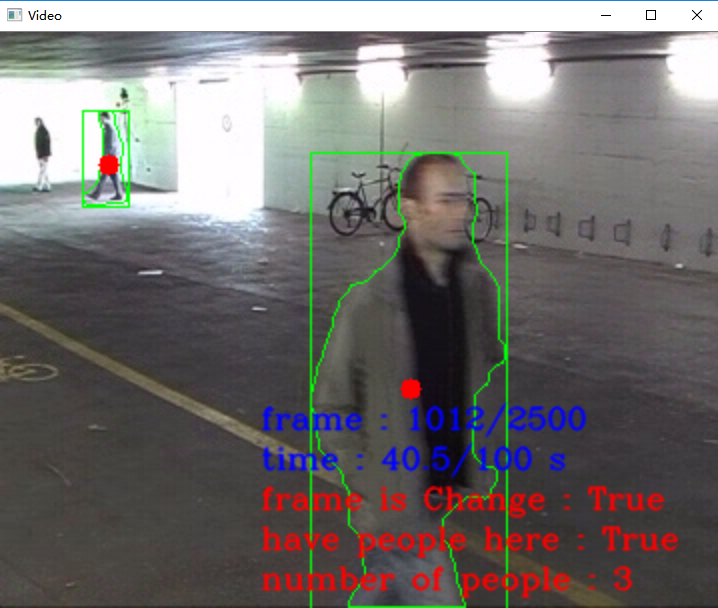 Video
frame : 1012/2500
time : 40.5/100 s
frame is Change : True
have people here : True
number of people : 3